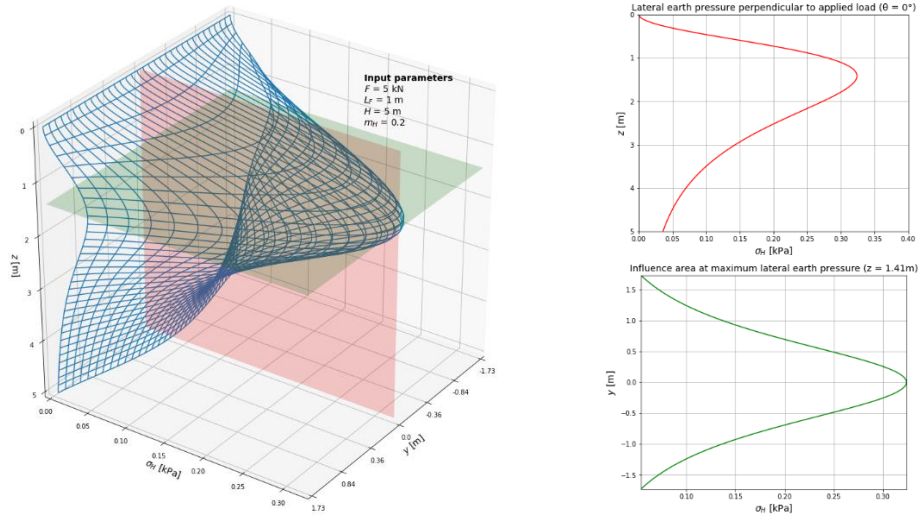 Input parameters
F = 5 kN
L_F = 1 m
H = 5 m
m_H = 0.2
0
1
2
3
4
5
z [m]
0.00
0.05
0.10
0.15
0.20
0.25
0.30
σ_H [kPa]
1.73
0.84
0.36
0.0
-0.36
-0.84
-1.73
y [m]
Lateral earth pressure perpendicular to applied load (θ = 0°)
0
1
2
3
4
5
z [m]
0.00 0.05 0.10 0.15 0.20 0.25 0.30 0.35 0.40
σ_H [kPa]
Influence area at maximum lateral earth pressure (z = 1.41m)
1.5
1.0
0.5
0.0
−0.5
−1.0
−1.5
y [m]
0.10 0.15 0.20 0.25 0.30
σ_H [kPa]